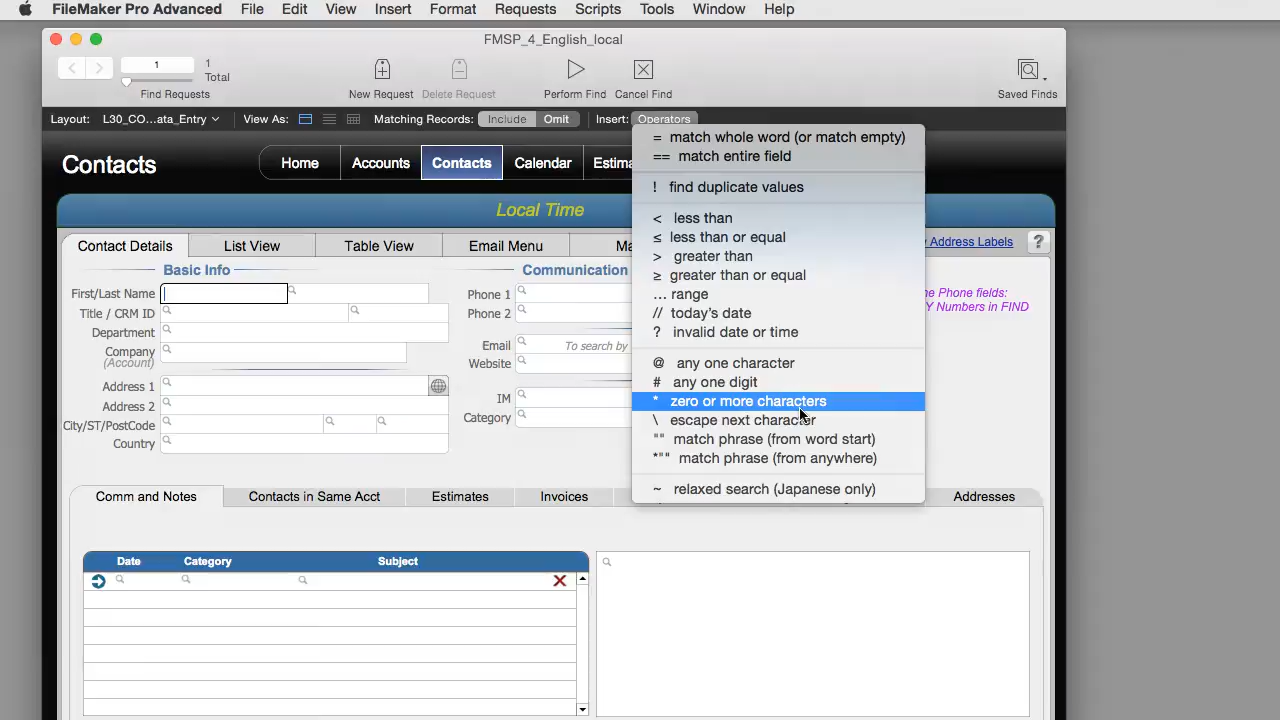 FileMaker Pro Advanced File Edit View Insert Format Requests Scripts Tools Window Help
FMSP_4_English_local
1
1
Total
Find Requests
New Request
Delete Request
Perform Find
Cancel Find
Saved Finds
Layout: L30_CO...ata_Entry View As: Matching Records: Include Omit Insert: Operators
Contacts
Home Accounts Contacts Calendar Estima
Local Time
Contact Details List View Table View Email Menu Ma
Address Labels ?
Basic Info
Communication
First/Last Name
Title / CRM ID
Department
Company
(Account)
Address 1
Address 2
City/ST/PostCode
Country
Phone 1
Phone 2
Email To search by
Website
IM
Category
ne Phone fields:
Y Numbers in FIND
= match whole word (or match empty)
== match entire field
! find duplicate values
< less than
≤ less than or equal
> greater than
≥ greater than or equal
... range
// today's date
? invalid date or time
@ any one character
# any one digit
* zero or more characters
\ escape next character
"" match phrase (from word start)
*"" match phrase (from anywhere)
~ relaxed search (Japanese only)
Comm and Notes Contacts in Same Acct Estimates Invoices Addresses
Date Category Subject